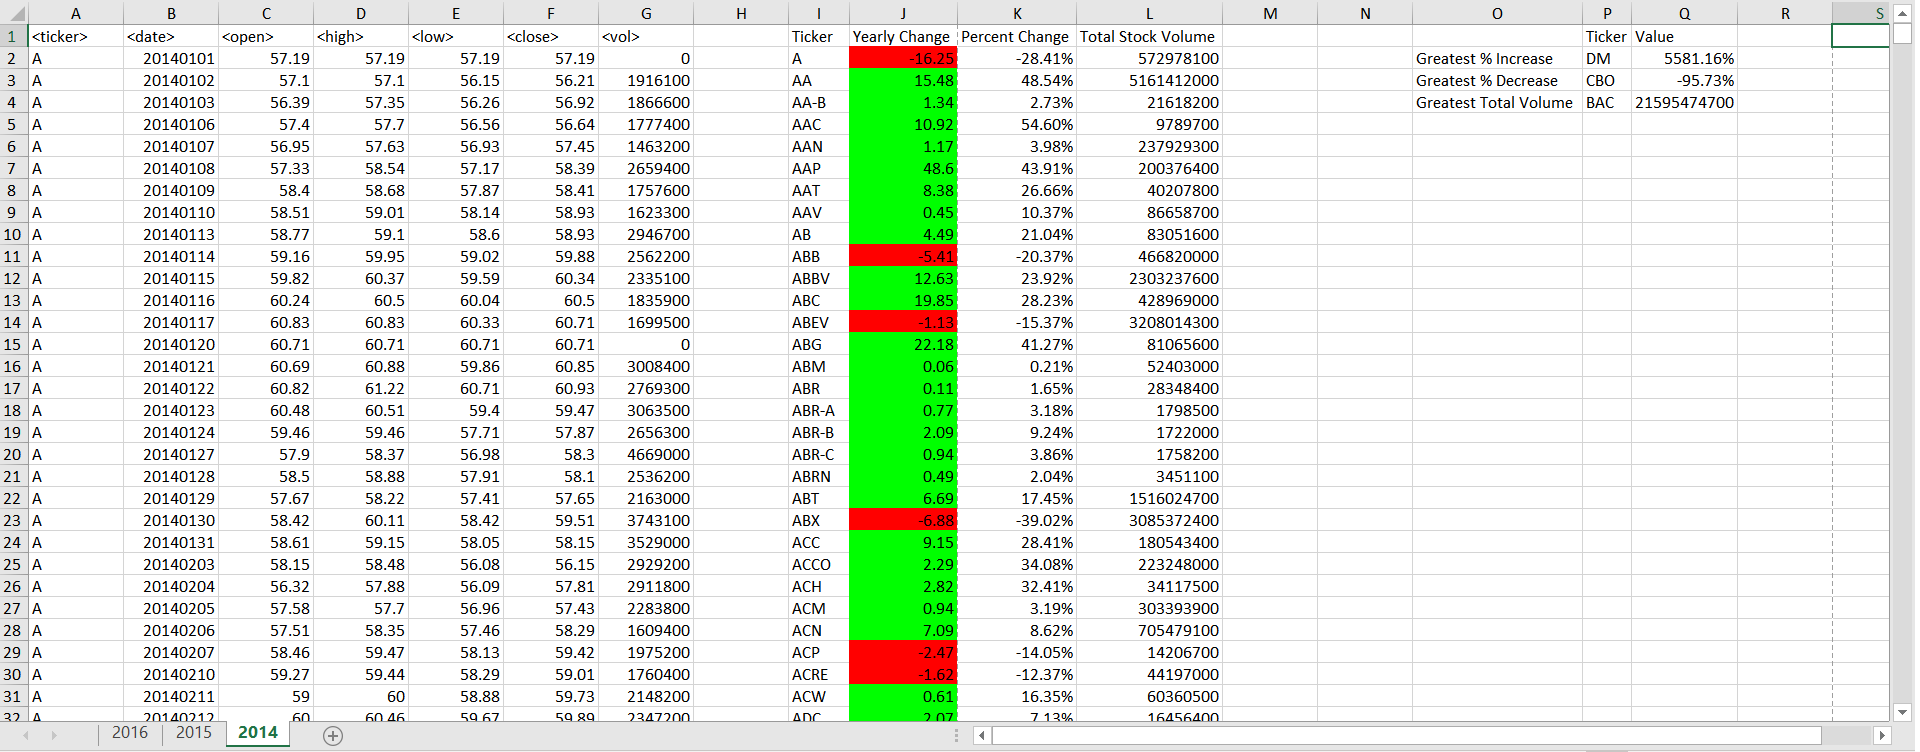 A B C D E F G H I J K L M N O P Q R S
1 <ticker> <date> <open> <high> <low> <close> <vol> Ticker Yearly Change Percent Change Total Stock Volume Ticker Value
2 A 20140101 57.19 57.19 57.19 57.19 0 A -16.25 -28.41% 572978100 Greatest % Increase DM 5581.16%
3 A 20140102 57.1 57.1 56.15 56.21 1916100 AA 15.48 48.54% 5161412000 Greatest % Decrease CBO -95.73%
4 A 20140103 56.39 57.35 56.26 56.92 1866600 AA-B 1.34 2.73% 21618200 Greatest Total Volume BAC 21595474700
5 A 20140106 57.4 57.7 56.56 56.64 1777400 AAC 10.92 54.60% 9789700
6 A 20140107 56.95 57.63 56.93 57.45 1463200 AAN 1.17 3.98% 237929300
7 A 20140108 57.33 58.54 57.17 58.39 2659400 AAP 48.6 43.91% 200376400
8 A 20140109 58.4 58.68 57.87 58.41 1757600 AAT 8.38 26.66% 40207800
9 A 20140110 58.51 59.01 58.14 58.93 1623300 AAV 0.45 10.37% 86658700
10 A 20140113 58.77 59.1 58.6 58.93 2946700 AB 4.49 21.04% 83051600
11 A 20140114 59.16 59.95 59.02 59.88 2562200 ABB -5.41 -20.37% 466820000
12 A 20140115 59.82 60.37 59.59 60.34 2335100 ABBV 12.63 23.92% 2303237600
13 A 20140116 60.24 60.5 60.04 60.5 1835900 ABC 19.85 28.23% 428969000
14 A 20140117 60.83 60.83 60.33 60.71 1699500 ABEV -1.13 -15.37% 3208014300
15 A 20140120 60.71 60.71 60.71 60.71 0 ABG 22.18 41.27% 81065600
16 A 20140121 60.69 60.88 59.86 60.85 3008400 ABM 0.06 0.21% 52403000
17 A 20140122 60.82 61.22 60.71 60.93 2769300 ABR 0.11 1.65% 28348400
18 A 20140123 60.48 60.51 59.4 59.47 3063500 ABR-A 0.77 3.18% 1798500
19 A 20140124 59.46 59.46 57.71 57.87 2656300 ABR-B 2.09 9.24% 1722000
20 A 20140127 57.9 58.37 56.98 58.3 4669000 ABR-C 0.94 3.86% 1758200
21 A 20140128 58.5 58.88 57.91 58.1 2536200 ABRN 0.49 2.04% 3451100
22 A 20140129 57.67 58.22 57.41 57.65 2163000 ABT 6.69 17.45% 1516024700
23 A 20140130 58.42 60.11 58.42 59.51 3743100 ABX -6.88 -39.02% 3085372400
24 A 20140131 58.61 59.15 58.05 58.15 3529000 ACC 9.15 28.41% 180543400
25 A 20140203 58.15 58.48 56.08 56.15 2929200 ACCO 2.29 34.08% 223248000
26 A 20140204 56.32 57.88 56.09 57.81 2911800 ACH 2.82 32.41% 34117500
27 A 20140205 57.58 57.7 56.96 57.43 2283800 ACM 0.94 3.19% 303393900
28 A 20140206 57.51 58.35 57.46 58.29 1609400 ACN 7.09 8.62% 705479100
29 A 20140207 58.46 59.47 58.13 59.42 1975200 ACP -2.47 -14.05% 14206700
30 A 20140210 59.27 59.44 58.29 59.01 1760400 ACRE -1.62 -12.37% 44197000
31 A 20140211 59 60 58.88 59.73 2148200 ACW 0.61 16.35% 60360500
32 A 20140212 60 60.46 59.67 59.89 2347200 ADC 2.07 7.13% 16456400
2016 2015 2014